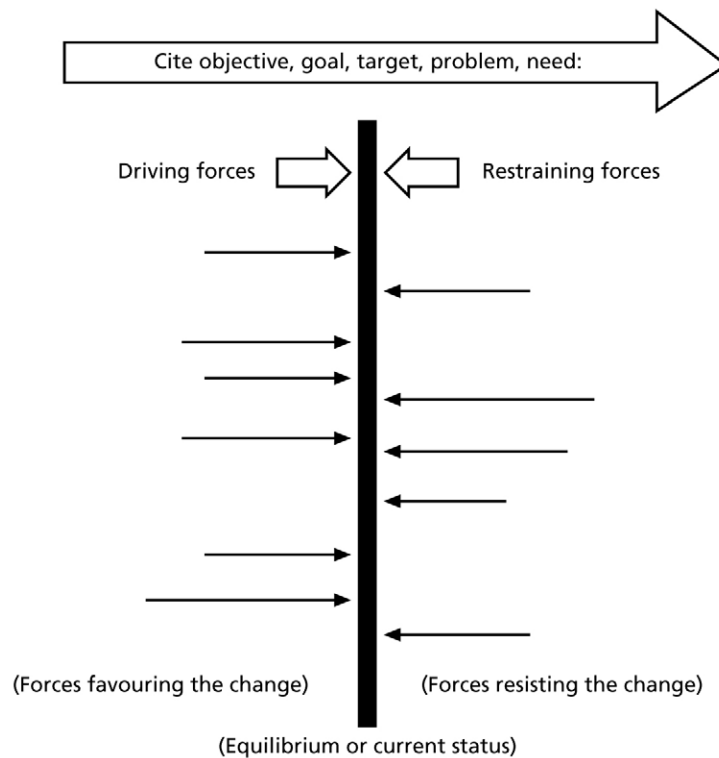 Cite objective, goal, target, problem, need:
Driving forces
Restraining forces
(Forces favouring the change)
(Forces resisting the change)
(Equilibrium or current status)